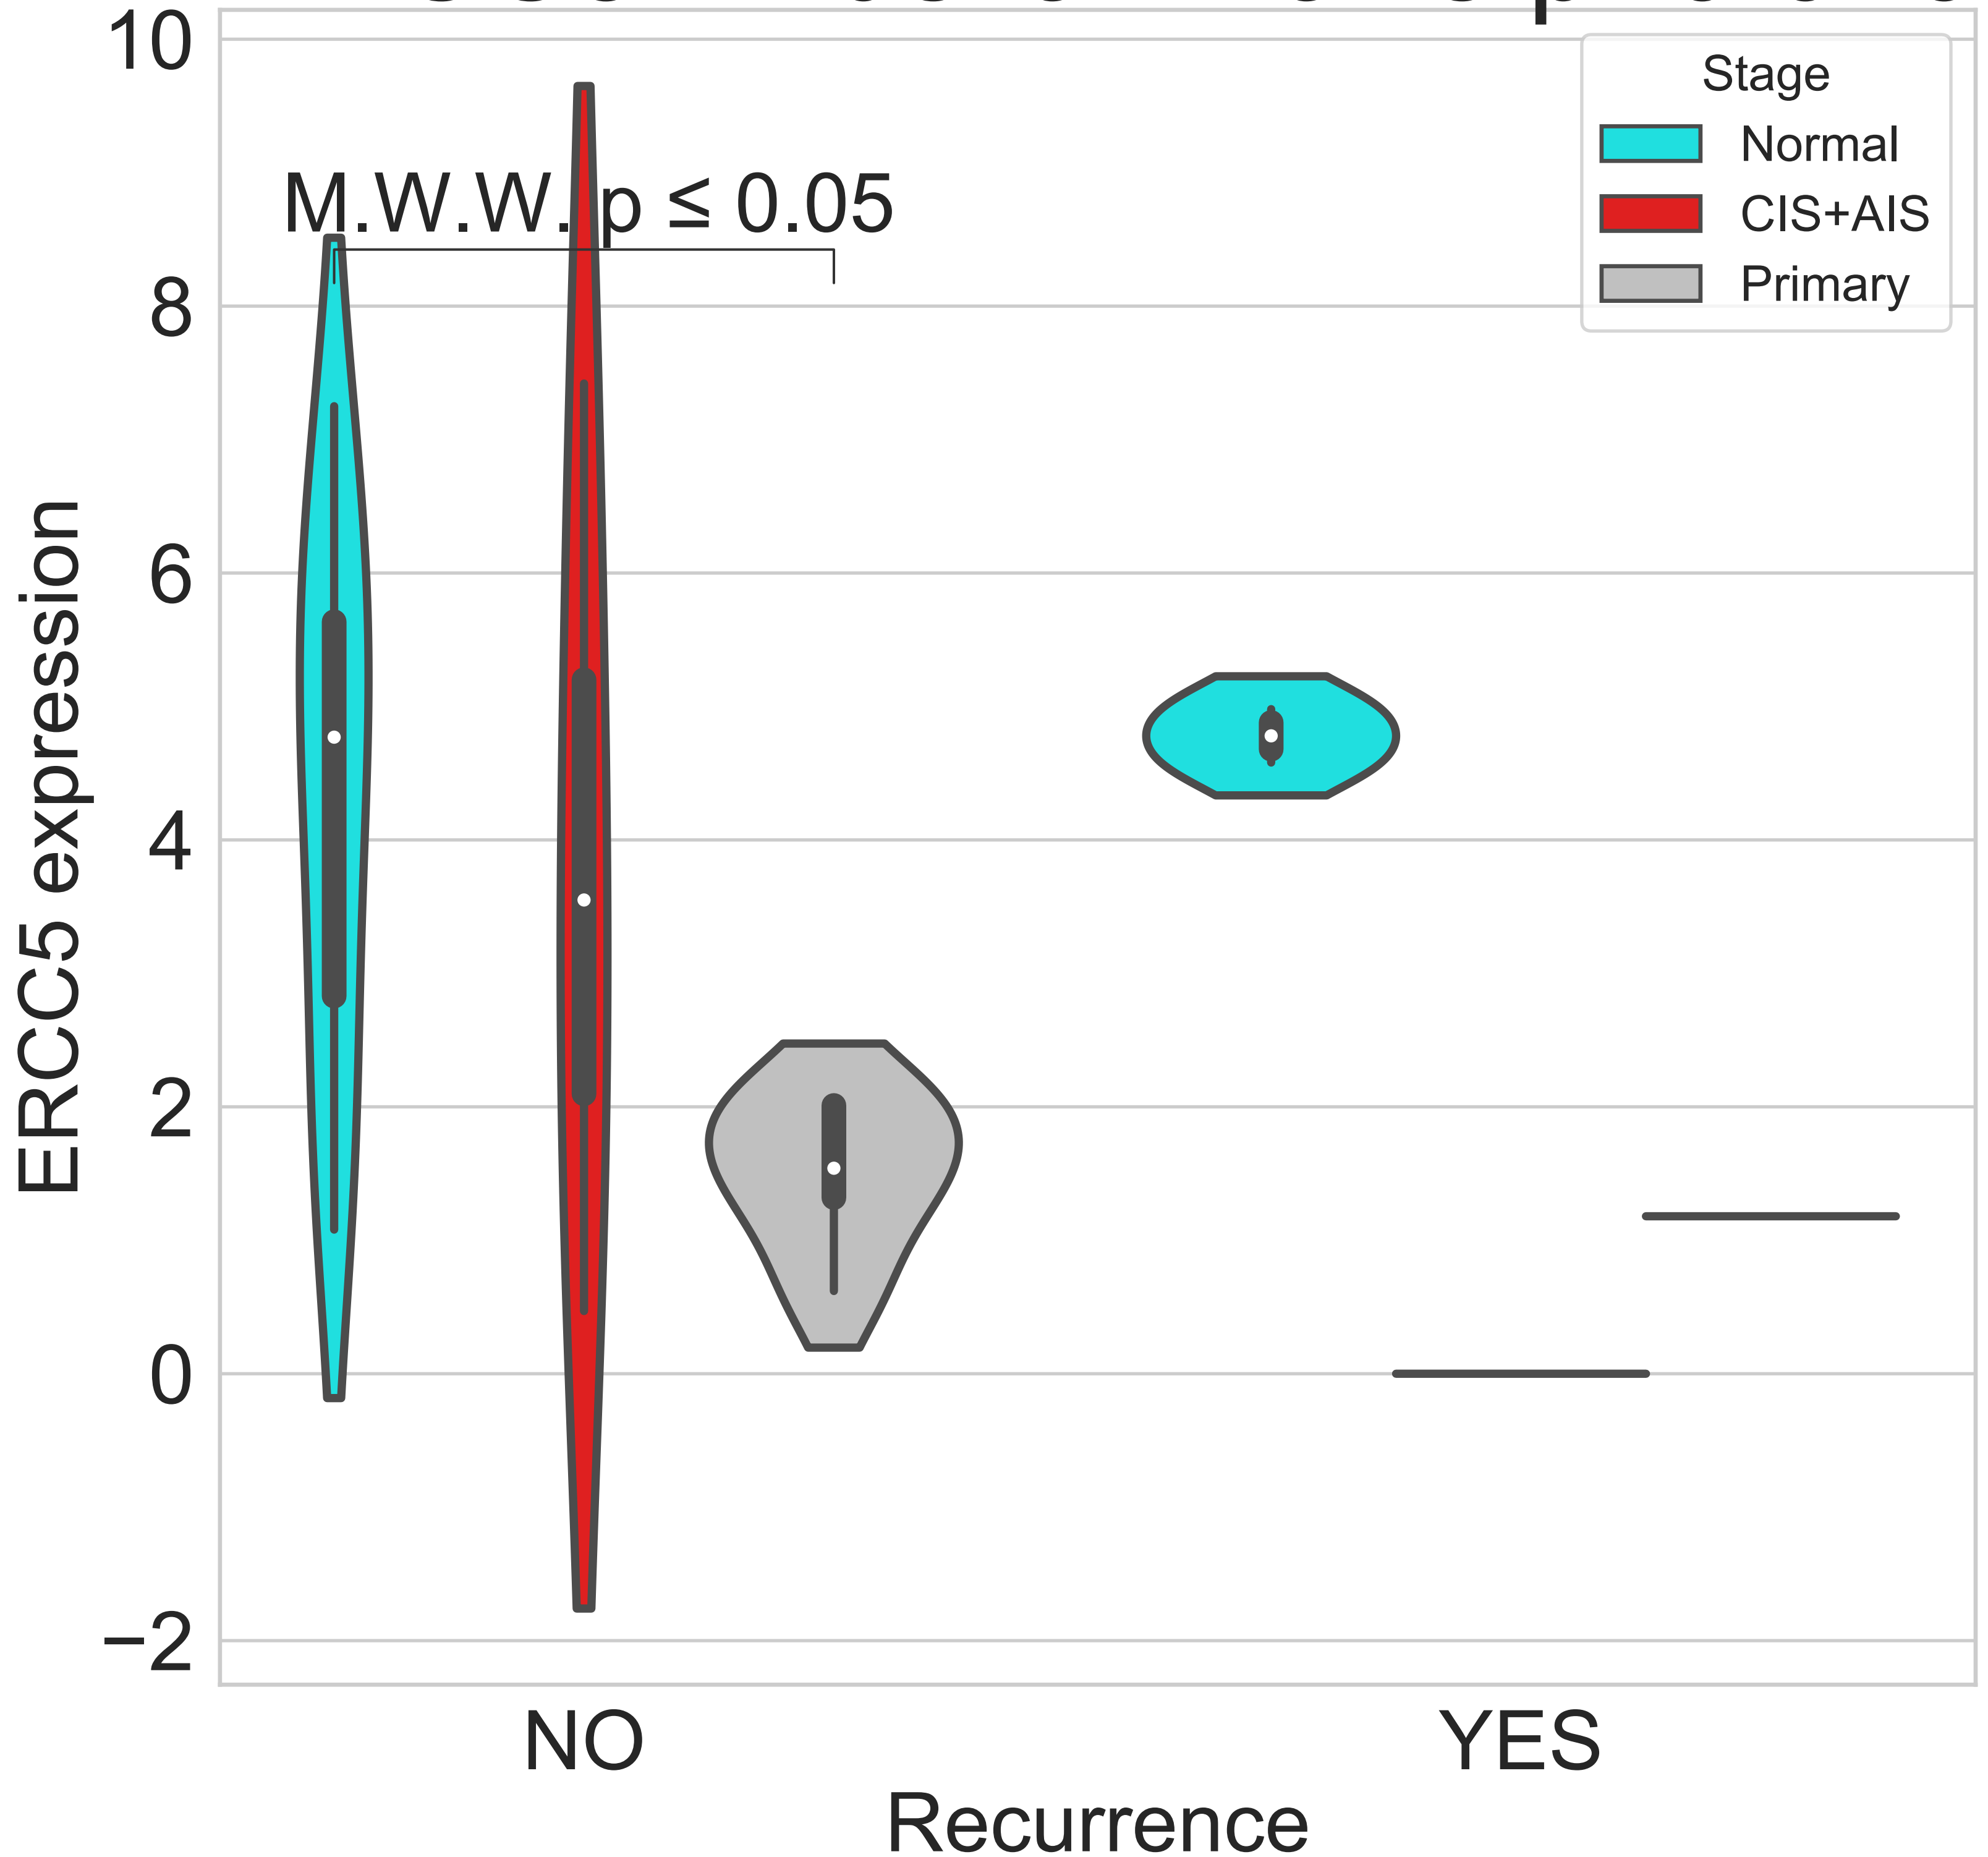 10
8
6
4
2
0
−2
ERCC5 expression
M.W.W. p ≤ 0.05
Stage
Normal
CIS+AIS
Primary
NO
YES
Recurrence